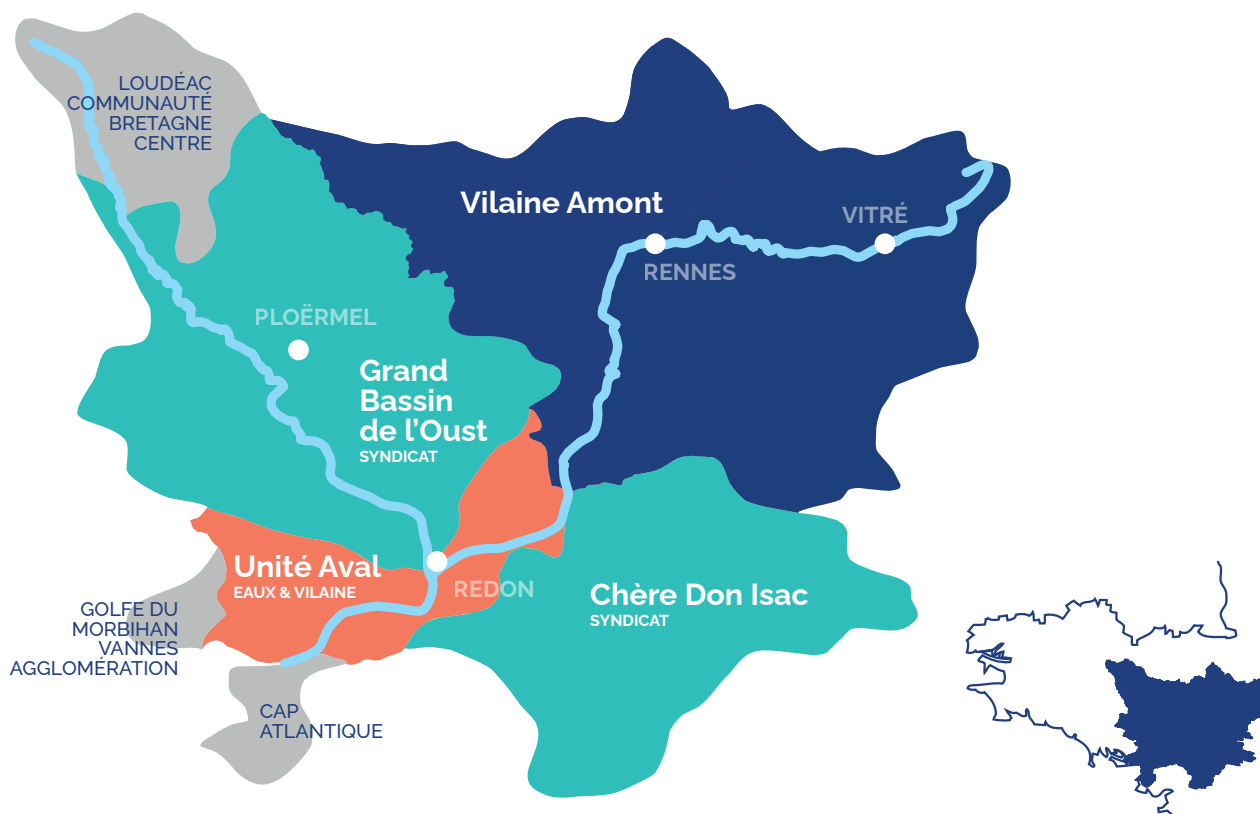 LOUDÉAC
COMMUNAUTÉ
BRETAGNE
CENTRE
Vilaine Amont
VITRÉ
RENNES
PLOËRMEL
Grand
Bassin
de l'Oust
SYNDICAT
Unité Aval
EAUX & VILAINE
REDON
Chère Don Isac
SYNDICAT
GOLFE DU
MORBIHAN
VANNES
AGGLOMÉRATION
CAP
ATLANTIQUE